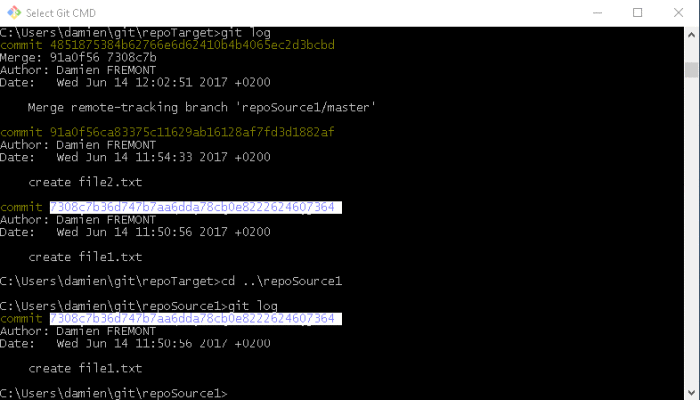 Select Git CMD
C:\Users\damien\git\repoTarget>git log
commit 4851875384b62766e6d62410b4b4065ec2d3bcbd
Merge: 91a0f56 7308c7b
Author: Damien FREMONT
Date:   Wed Jun 14 12:02:51 2017 +0200
Merge remote-tracking branch 'repoSource1/master'
commit 91a0f56ca83375c11629ab16128af7fd3d1882af
Author: Damien FREMONT
Date:   Wed Jun 14 11:54:33 2017 +0200
create file2.txt
commit 7308c7b36d747b7aa6dda78cb0e8222624607364
Author: Damien FREMONT
Date:   Wed Jun 14 11:50:56 2017 +0200
create file1.txt
C:\Users\damien\git\repoTarget>cd ..\repoSource1
C:\Users\damien\git\repoSource1>git log
commit 7308c7b36d747b7aa6dda78cb0e8222624607364
Author: Damien FREMONT
Date:   Wed Jun 14 11:50:56 2017 +0200
create file1.txt
C:\Users\damien\git\repoSource1>